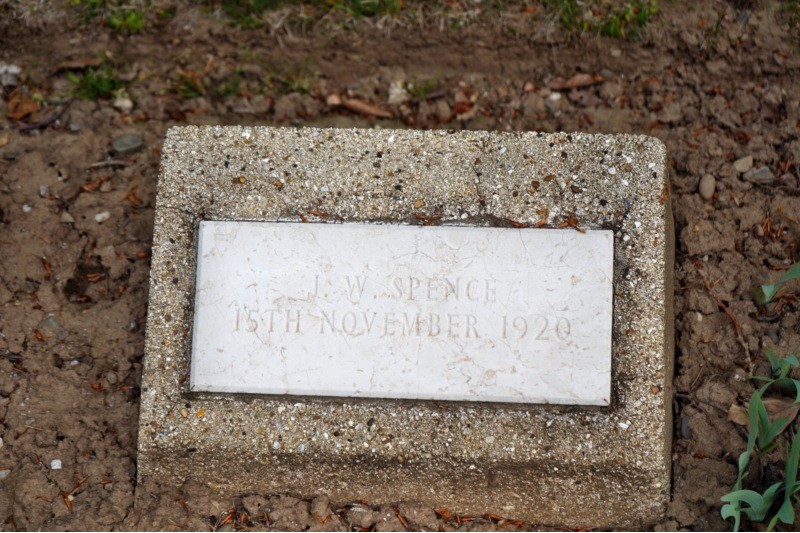 J. W. SPENCE
15TH NOVEMBER 1920